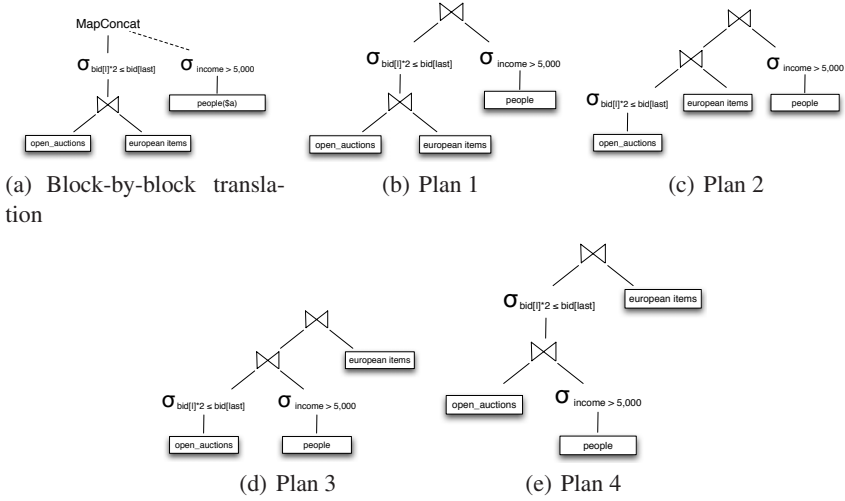 MapConcat
σ bid[l]*2 ≤ bid[last]
σ income > 5,000
people($a)
open_auctions
european items
(a) Block-by-block transla-
tion
σ bid[l]*2 ≤ bid[last]
σ income > 5,000
people
open_auctions
european items
(b) Plan 1
σ income > 5,000
σ bid[l]*2 ≤ bid[last]
european items
people
open_auctions
(c) Plan 2
european items
σ bid[l]*2 ≤ bid[last]
σ income > 5,000
open_auctions
people
(d) Plan 3
σ bid[l]*2 ≤ bid[last]
european items
open_auctions
σ income > 5,000
people
(e) Plan 4